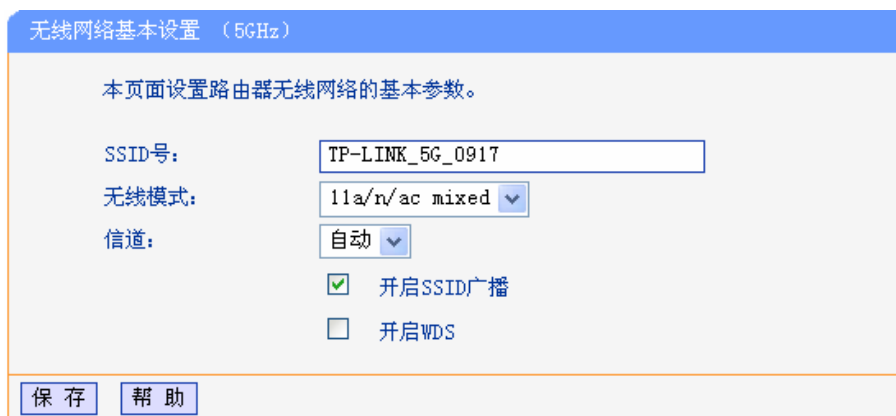 无线网络基本设置 （5GHz）
本页面设置路由器无线网络的基本参数。
SSID号： TP-LINK_5G_0917
无线模式： 11a/n/ac mixed
信道： 自动
开启SSID广播
开启WDS
保 存 帮 助